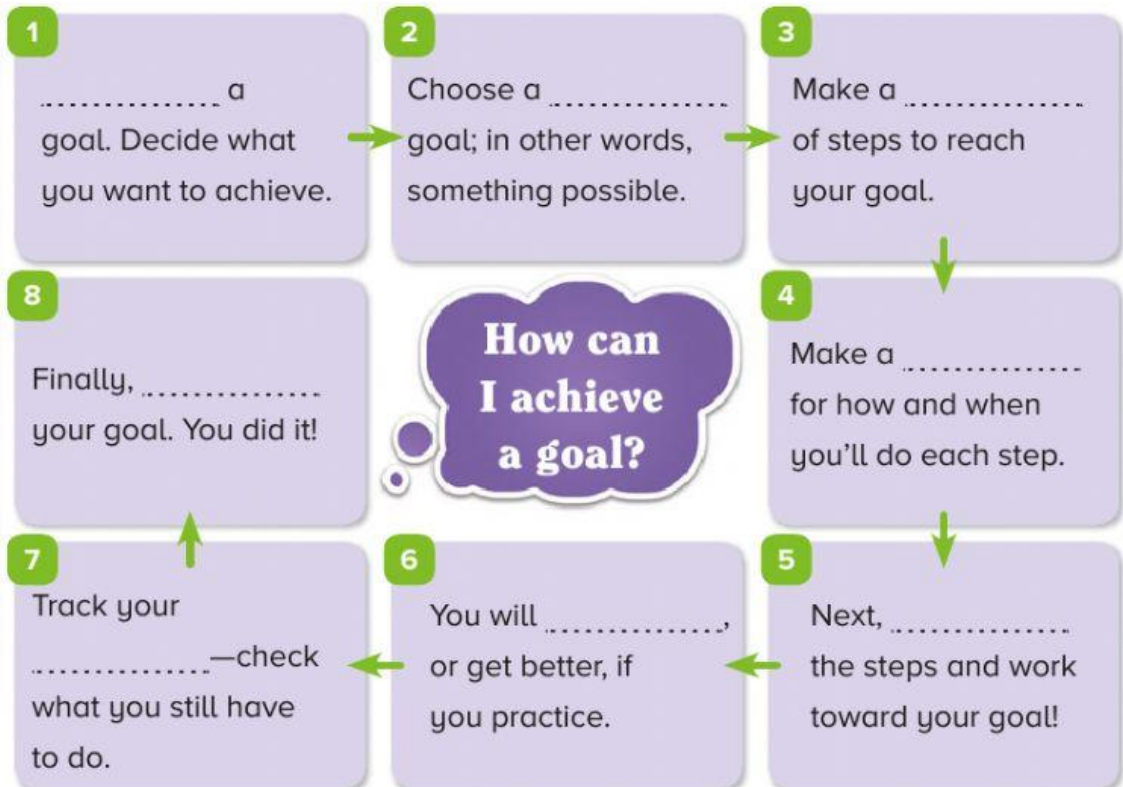 1
............... a
goal. Decide what
you want to achieve.
2
Choose a ...............
goal; in other words,
something possible.
3
Make a ...............
of steps to reach
your goal.
4
Make a ...............
for how and when
you'll do each step.
5
Next, ...............
the steps and work
toward your goal!
6
You will ...............,
or get better, if
you practice.
7
Track your
...............—check
what you still have
to do.
8
Finally, ...............
your goal. You did it!
How can
I achieve
a goal?